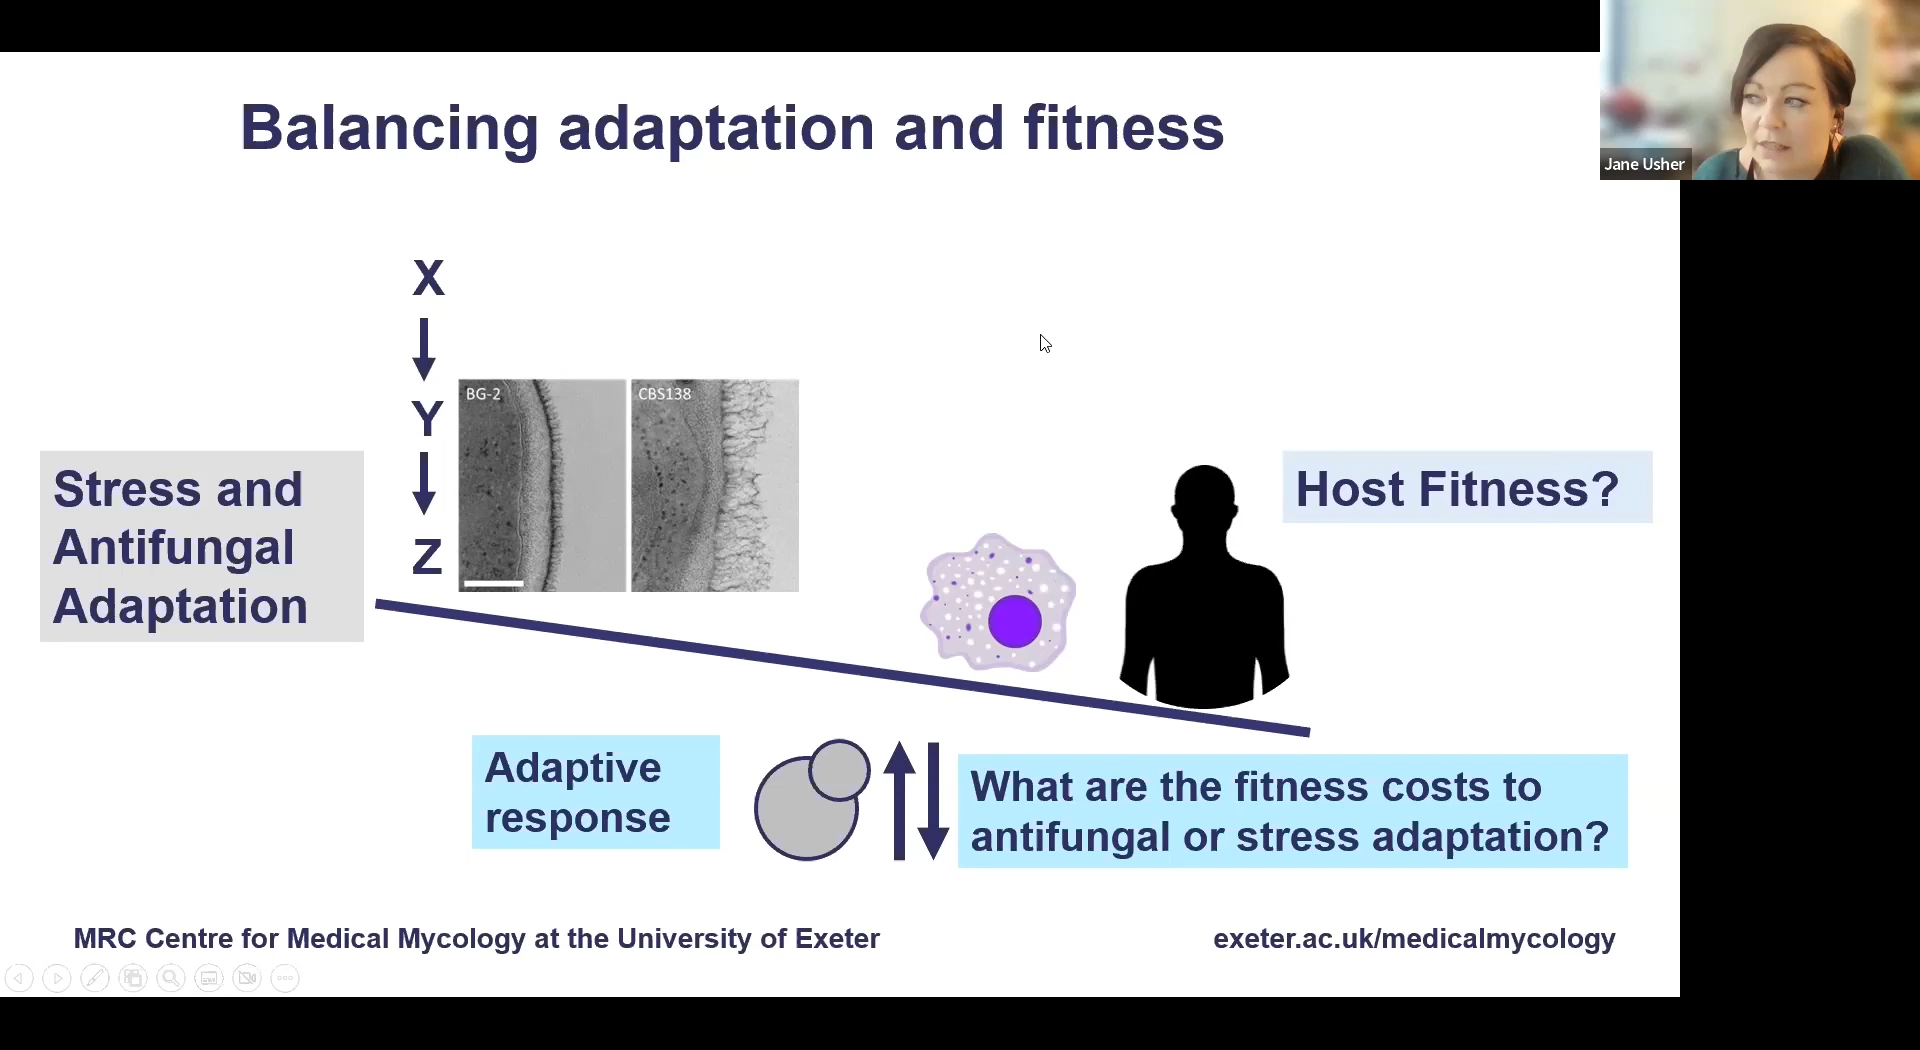 Balancing adaptation and fitness
Jane Usher
X
Y
Z
BG-2
CBS138
Stress and
Antifungal
Adaptation
Host Fitness?
Adaptive
response
What are the fitness costs to
antifungal or stress adaptation?
MRC Centre for Medical Mycology at the University of Exeter
exeter.ac.uk/medicalmycology